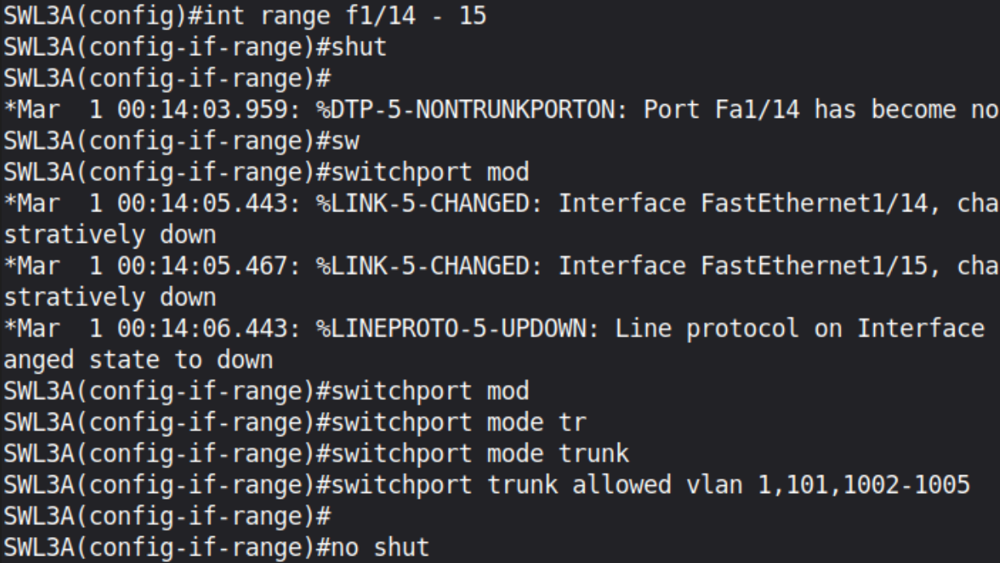 SWL3A(config)#int range f1/14 - 15
SWL3A(config-if-range)#shut
SWL3A(config-if-range)#
*Mar  1 00:14:03.959: %DTP-5-NONTRUNKPORTON: Port Fa1/14 has become no
SWL3A(config-if-range)#sw
SWL3A(config-if-range)#switchport mod
*Mar  1 00:14:05.443: %LINK-5-CHANGED: Interface FastEthernet1/14, cha
stratively down
*Mar  1 00:14:05.467: %LINK-5-CHANGED: Interface FastEthernet1/15, cha
stratively down
*Mar  1 00:14:06.443: %LINEPROTO-5-UPDOWN: Line protocol on Interface
anged state to down
SWL3A(config-if-range)#switchport mod
SWL3A(config-if-range)#switchport mode tr
SWL3A(config-if-range)#switchport mode trunk
SWL3A(config-if-range)#switchport trunk allowed vlan 1,101,1002-1005
SWL3A(config-if-range)#
SWL3A(config-if-range)#no shut